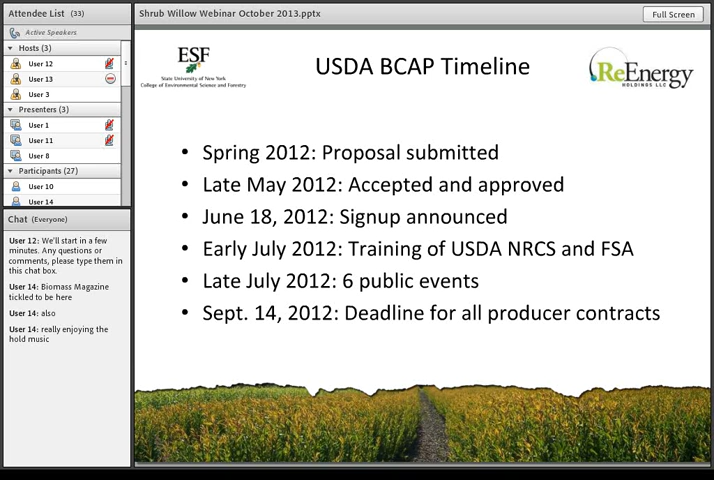 Attendee List (33)
Active Speakers
Hosts (3)
User 12
User 13
User 3
Presenters (3)
User 1
User 11
User 8
Participants (27)
User 10
User 14
Chat (Everyone)
User 12: We'll start in a few
minutes. Any questions or
comments, please type them in
this chat box.
User 14: Biomass Magazine
tickled to be here
User 14: also
User 14: really enjoying the
hold music
Shrub Willow Webinar October 2013.pptx
Full Screen
ESF
State University of New York
College of Environmental Science and Forestry
USDA BCAP Timeline
ReEnergy
HOLDINGS LLC
• Spring 2012: Proposal submitted
• Late May 2012: Accepted and approved
• June 18, 2012: Signup announced
• Early July 2012: Training of USDA NRCS and FSA
• Late July 2012: 6 public events
• Sept. 14, 2012: Deadline for all producer contracts